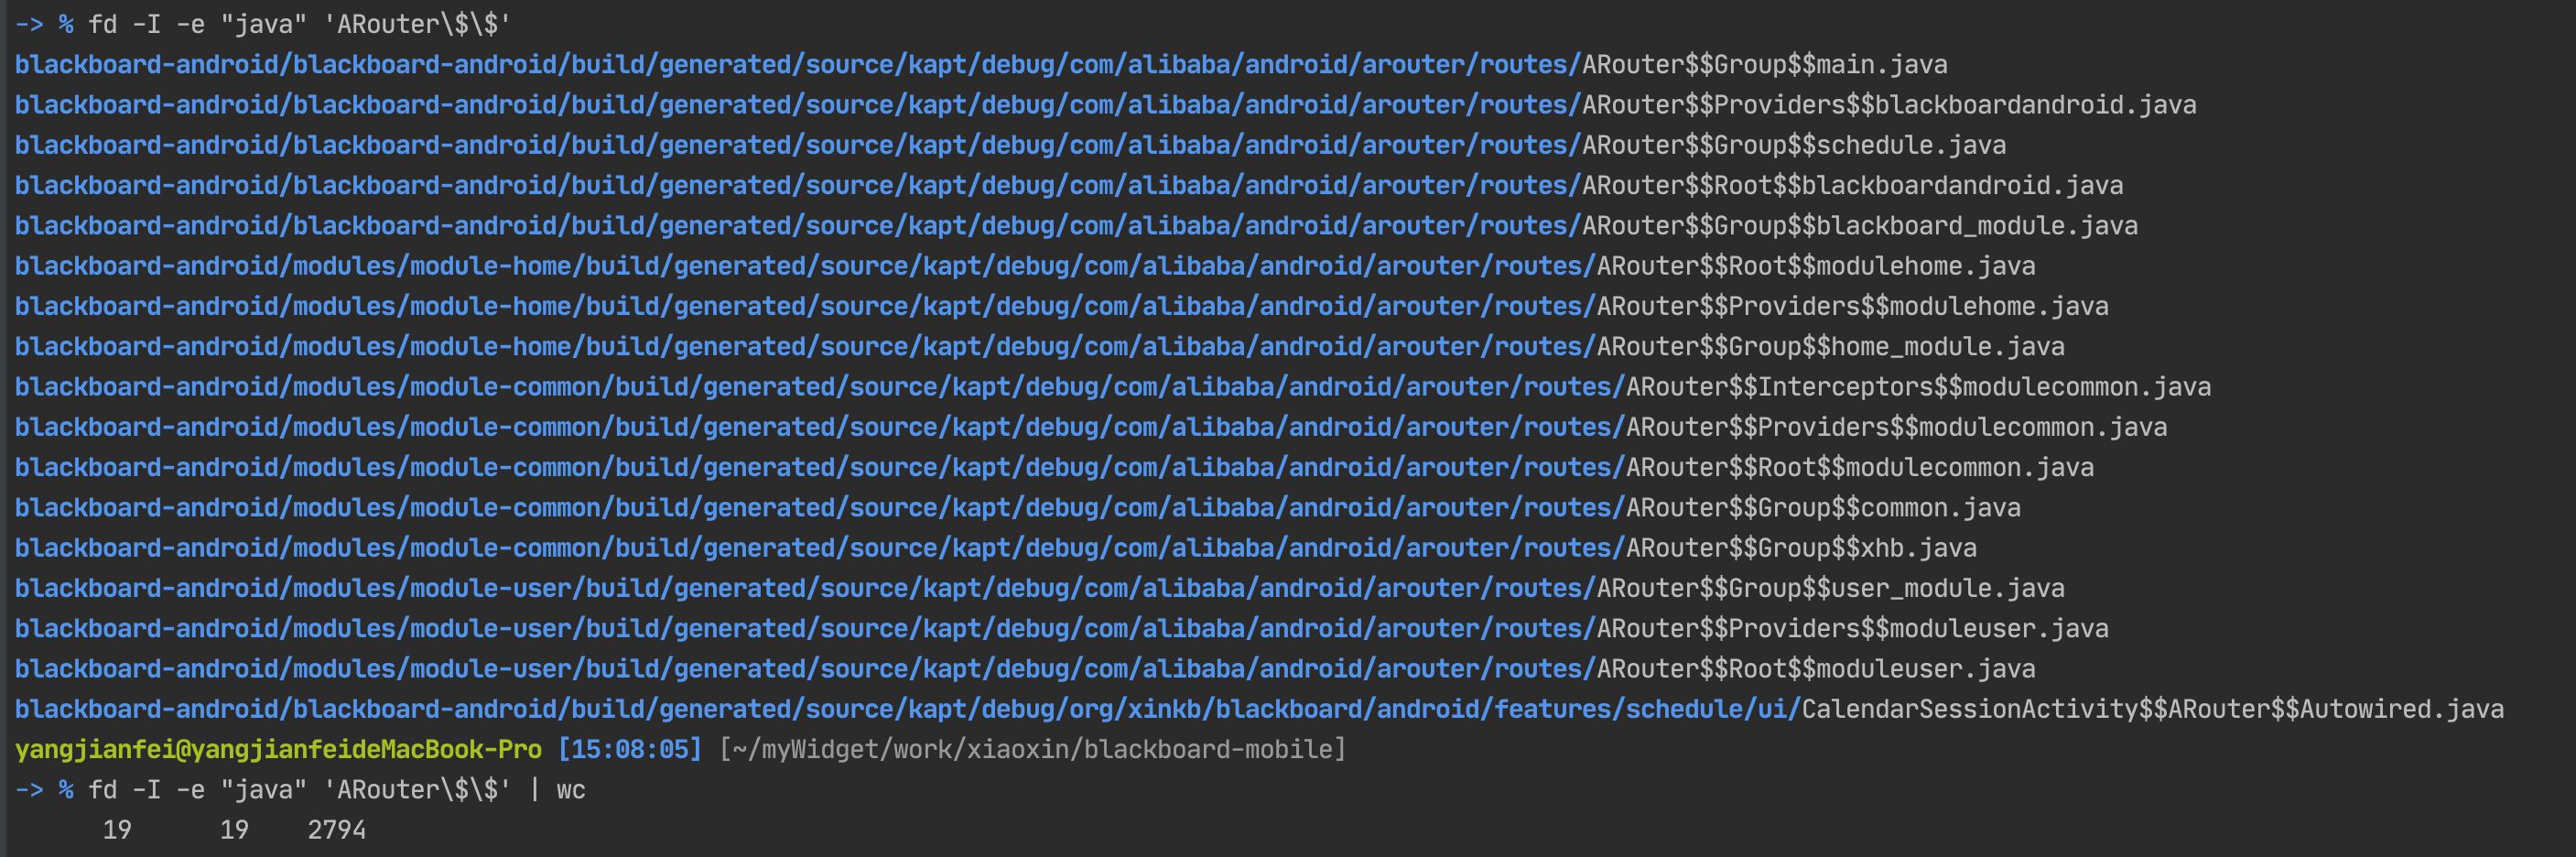 -> % fd -I -e "java" 'ARouter\$\$'
blackboard-android/blackboard-android/build/generated/source/kapt/debug/com/alibaba/android/arouter/routes/ARouter$$Group$$main.java
blackboard-android/blackboard-android/build/generated/source/kapt/debug/com/alibaba/android/arouter/routes/ARouter$$Providers$$blackboardandroid.java
blackboard-android/blackboard-android/build/generated/source/kapt/debug/com/alibaba/android/arouter/routes/ARouter$$Group$$schedule.java
blackboard-android/blackboard-android/build/generated/source/kapt/debug/com/alibaba/android/arouter/routes/ARouter$$Root$$blackboardandroid.java
blackboard-android/blackboard-android/build/generated/source/kapt/debug/com/alibaba/android/arouter/routes/ARouter$$Group$$blackboard_module.java
blackboard-android/modules/module-home/build/generated/source/kapt/debug/com/alibaba/android/arouter/routes/ARouter$$Root$$modulehome.java
blackboard-android/modules/module-home/build/generated/source/kapt/debug/com/alibaba/android/arouter/routes/ARouter$$Providers$$modulehome.java
blackboard-android/modules/module-home/build/generated/source/kapt/debug/com/alibaba/android/arouter/routes/ARouter$$Group$$home_module.java
blackboard-android/modules/module-common/build/generated/source/kapt/debug/com/alibaba/android/arouter/routes/ARouter$$Interceptors$$modulecommon.java
blackboard-android/modules/module-common/build/generated/source/kapt/debug/com/alibaba/android/arouter/routes/ARouter$$Providers$$modulecommon.java
blackboard-android/modules/module-common/build/generated/source/kapt/debug/com/alibaba/android/arouter/routes/ARouter$$Root$$modulecommon.java
blackboard-android/modules/module-common/build/generated/source/kapt/debug/com/alibaba/android/arouter/routes/ARouter$$Group$$common.java
blackboard-android/modules/module-common/build/generated/source/kapt/debug/com/alibaba/android/arouter/routes/ARouter$$Group$$xhb.java
blackboard-android/modules/module-user/build/generated/source/kapt/debug/com/alibaba/android/arouter/routes/ARouter$$Group$$user_module.java
blackboard-android/modules/module-user/build/generated/source/kapt/debug/com/alibaba/android/arouter/routes/ARouter$$Providers$$moduleuser.java
blackboard-android/modules/module-user/build/generated/source/kapt/debug/com/alibaba/android/arouter/routes/ARouter$$Root$$moduleuser.java
blackboard-android/blackboard-android/build/generated/source/kapt/debug/org/xinkb/blackboard/android/features/schedule/ui/CalendarSessionActivity$$ARouter$$Autowired.java
yangjianfei@yangjianfeideMacBook-Pro [15:08:05] [~/myWidget/work/xiaoxin/blackboard-mobile]
-> % fd -I -e "java" 'ARouter\$\$' | wc
19 19 2794